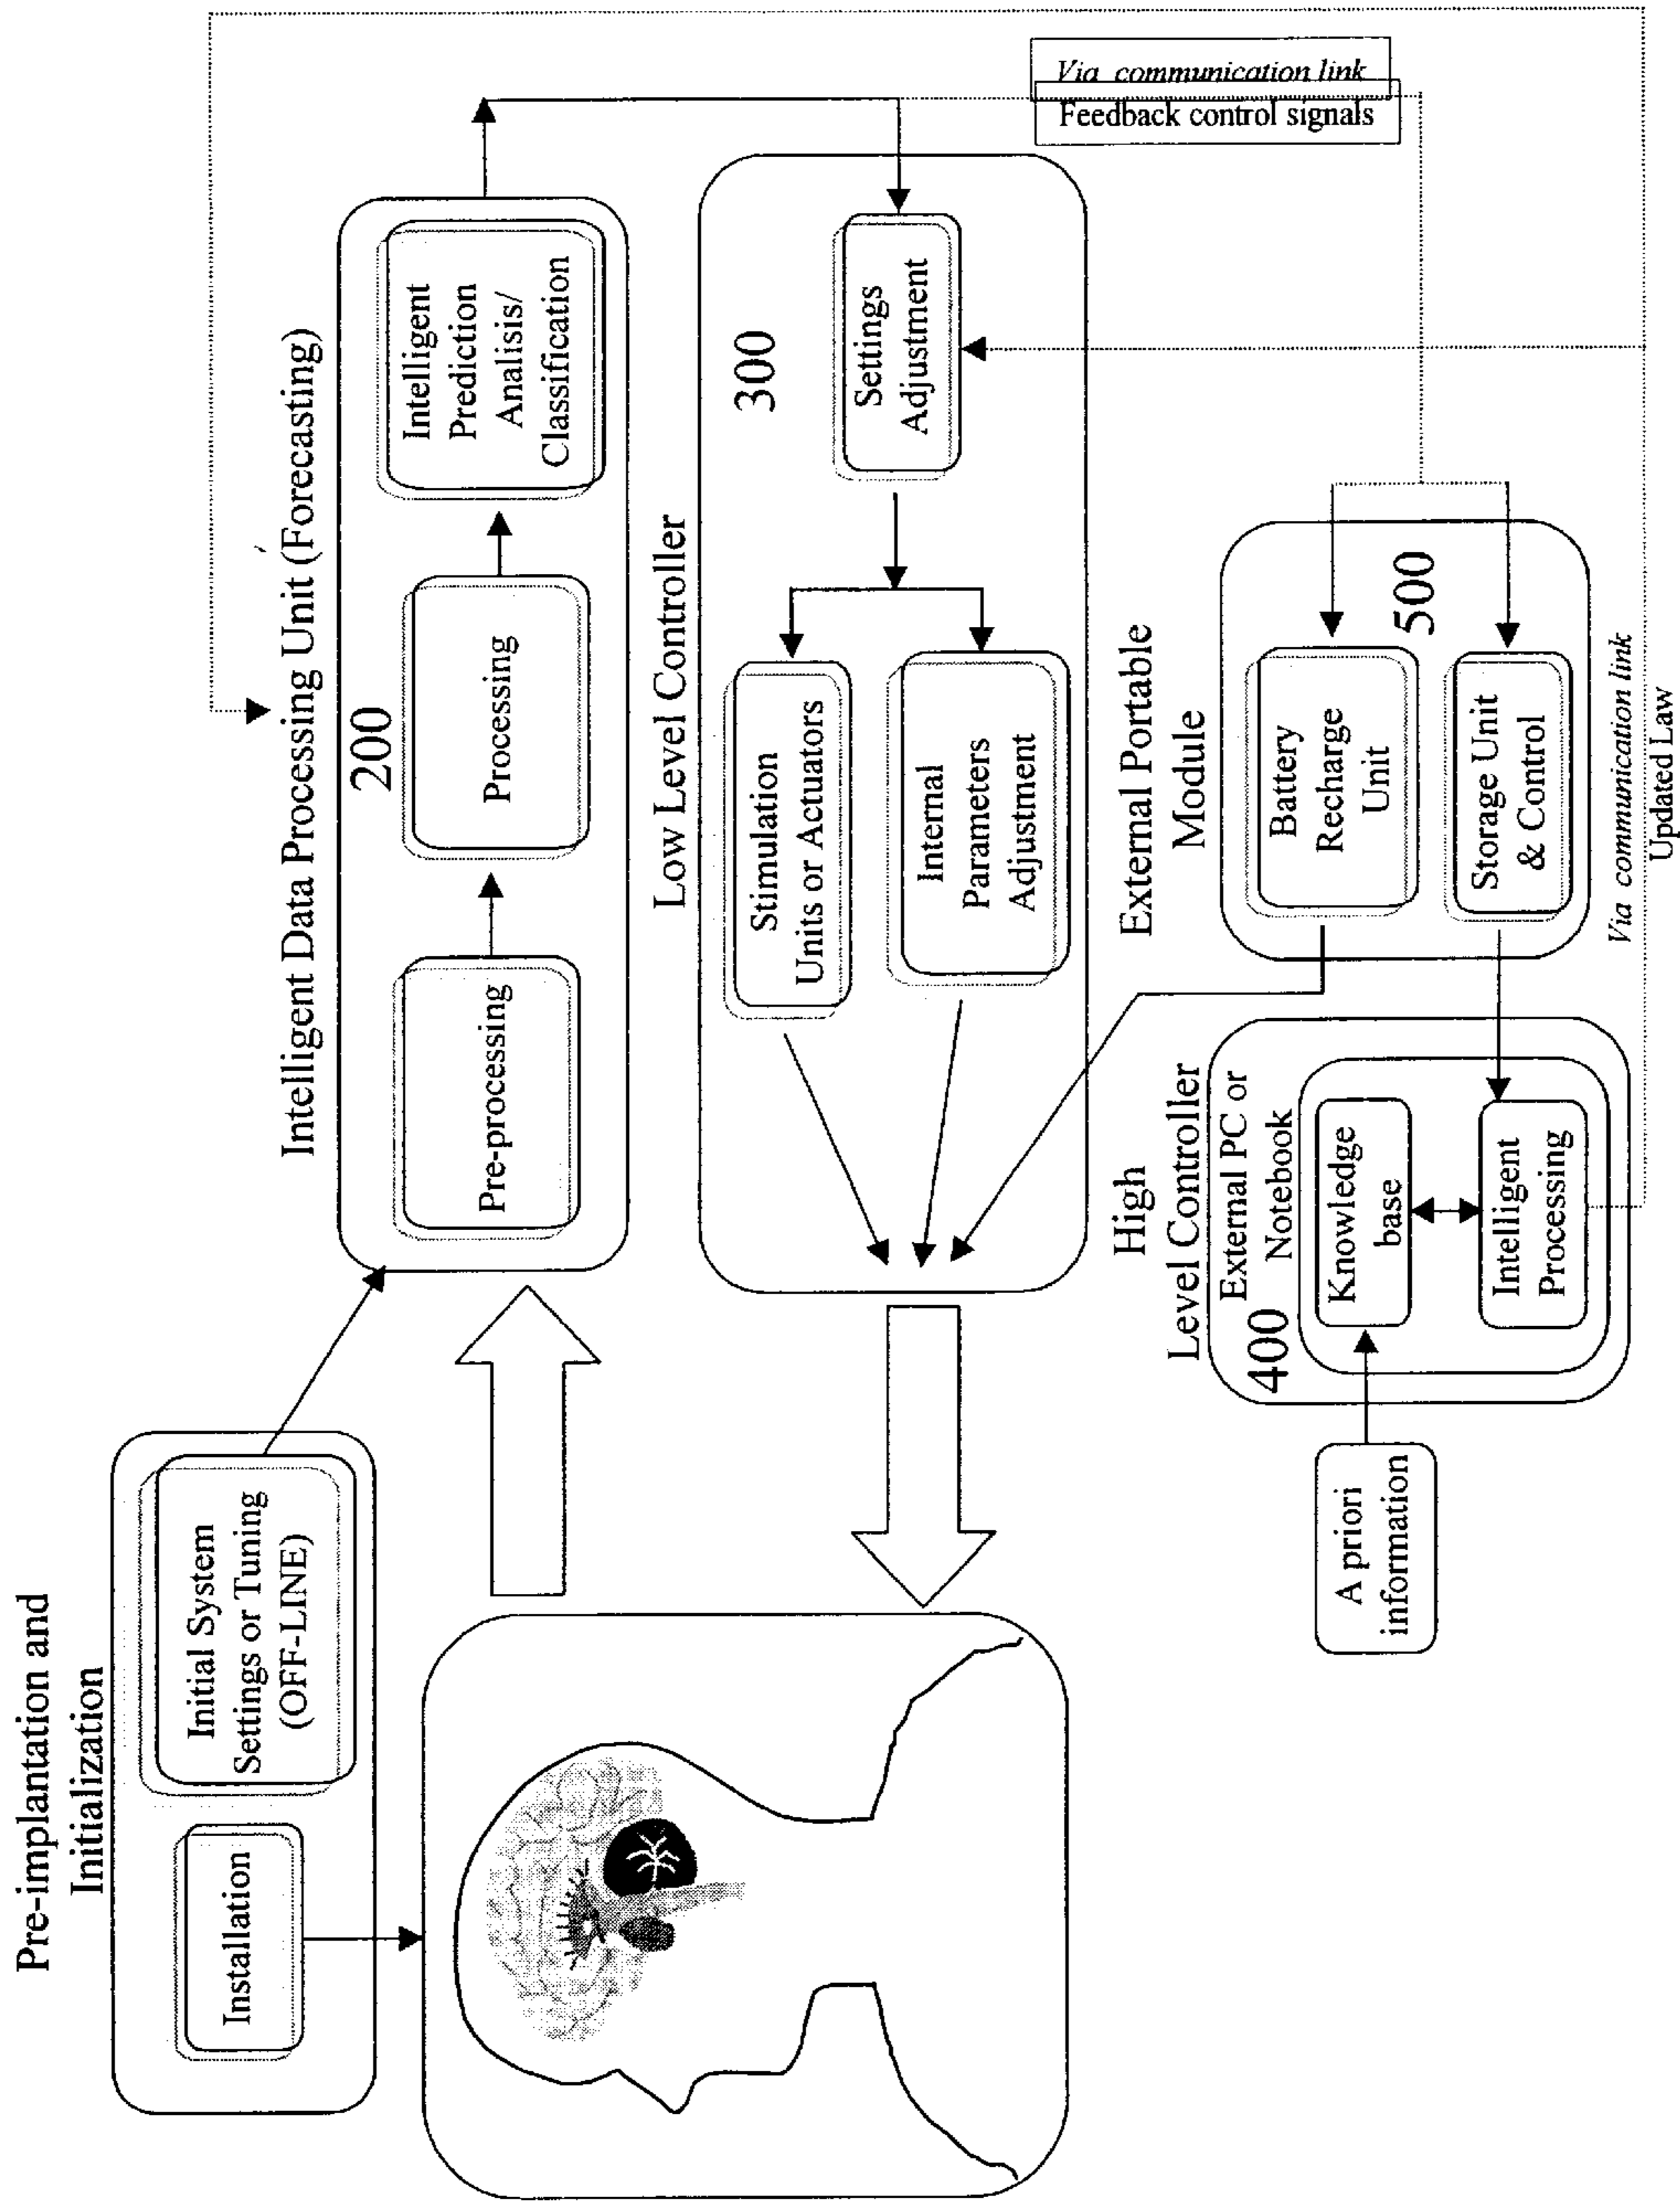 Pre-implantation and
Initialization
Installation
Initial System
Settings or Tuning
(OFF-LINE)
Intelligent Data Processing Unit (Forecasting)
200
Pre-processing
Processing
Intelligent
Prediction
Analisis/
Classification
Low Level Controller
300
Stimulation
Units or Actuators
Internal
Parameters
Adjustment
Settings
Adjustment
Via communication link
Feedback control signals
High
Level Controller
External PC or
Notebook
400
Knowledge
base
Intelligent
Processing
A priori
information
External Portable
Module
Battery
Recharge
Unit
500
Storage Unit
& Control
Via communication link
Updated Law